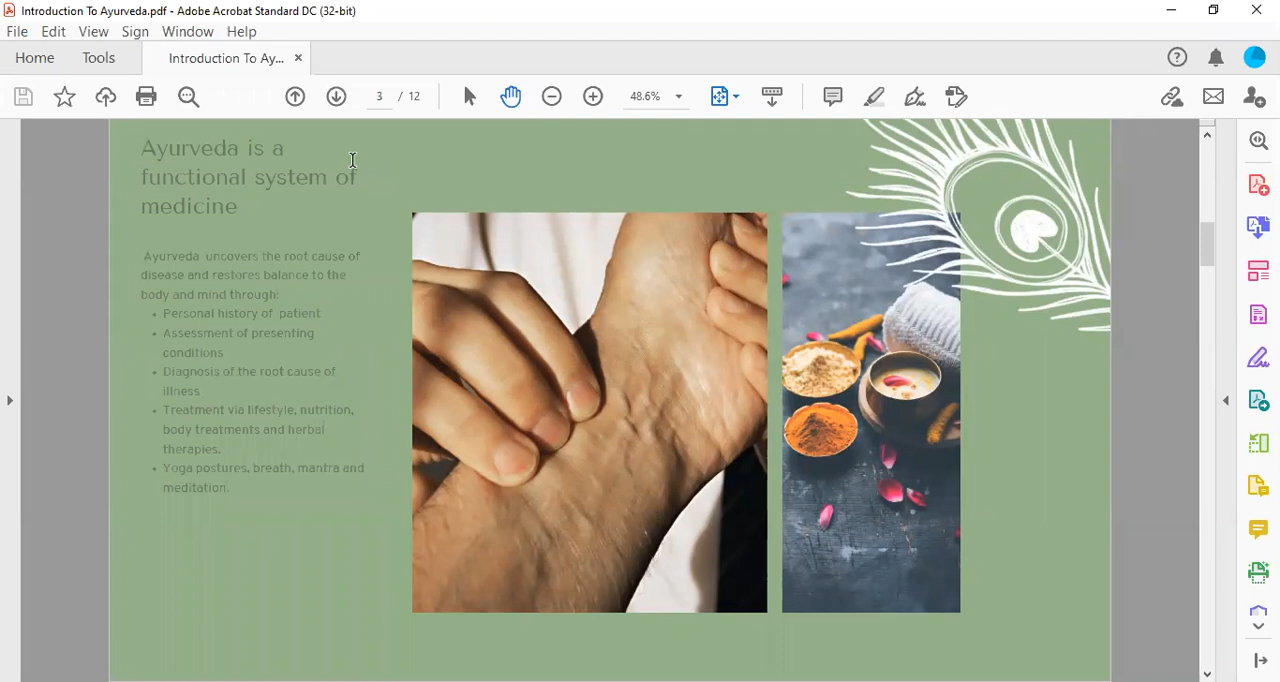 Introduction To Ayurveda.pdf - Adobe Acrobat Standard DC (32-bit)
File Edit View Sign Window Help
Home Tools Introduction To Ay... ×
3 / 12 48.6%
Ayurveda is a
functional system of
medicine
Ayurveda uncovers the root cause of
disease and restores balance to the
body and mind through:
• Personal history of patient
• Assessment of presenting
conditions
• Diagnosis of the root cause of
illness
• Treatment via lifestyle, nutrition,
body treatments and herbal
therapies.
• Yoga postures, breath, mantra and
meditation.